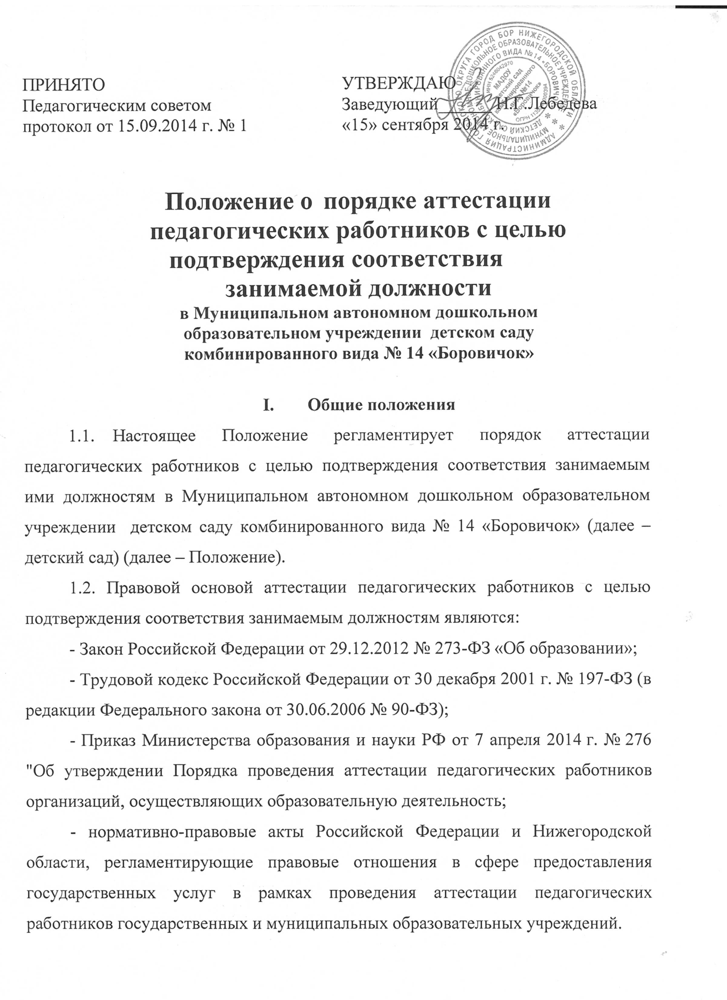 ПРИНЯТО
Педагогическим советом
протокол от 15.09.2014 г. № 1
УТВЕРЖДАЮ
Заведующий Н.Г.Лебедева
«15» сентября 2014 г.
АДМИНИСТРАЦИЯ ГОРОДСКОГО ОКРУГА ГОРОД БОР НИЖЕГОРОДСКОЙ ОБЛАСТИ
МУНИЦИПАЛЬНОЕ АВТОНОМНОЕ ДОШКОЛЬНОЕ ОБРАЗОВАТЕЛЬНОЕ УЧРЕЖДЕНИЕ
ДЕТСКИЙ САД КОМБИНИРОВАННОГО ВИДА № 14 «БОРОВИЧОК»
ИНН 5246042970
ОГРН
МАДОУ
детский сад
комбинированного
вида №14
«Боровичок»
Положение о порядке аттестации
педагогических работников с целью
подтверждения соответствия
занимаемой должности
в Муниципальном автономном дошкольном
образовательном учреждении детском саду
комбинированного вида № 14 «Боровичок»
I. Общие положения
1.1. Настоящее Положение регламентирует порядок аттестации
педагогических работников с целью подтверждения соответствия занимаемым
ими должностям в Муниципальном автономном дошкольном образовательном
учреждении детском саду комбинированного вида № 14 «Боровичок» (далее –
детский сад) (далее – Положение).
1.2. Правовой основой аттестации педагогических работников с целью
подтверждения соответствия занимаемым должностям являются:
- Закон Российской Федерации от 29.12.2012 № 273-ФЗ «Об образовании»;
- Трудовой кодекс Российской Федерации от 30 декабря 2001 г. № 197-ФЗ (в
редакции Федерального закона от 30.06.2006 № 90-ФЗ);
- Приказ Министерства образования и науки РФ от 7 апреля 2014 г. № 276
"Об утверждении Порядка проведения аттестации педагогических работников
организаций, осуществляющих образовательную деятельность;
- нормативно-правовые акты Российской Федерации и Нижегородской
области, регламентирующие правовые отношения в сфере предоставления
государственных услуг в рамках проведения аттестации педагогических
работников государственных и муниципальных образовательных учреждений.